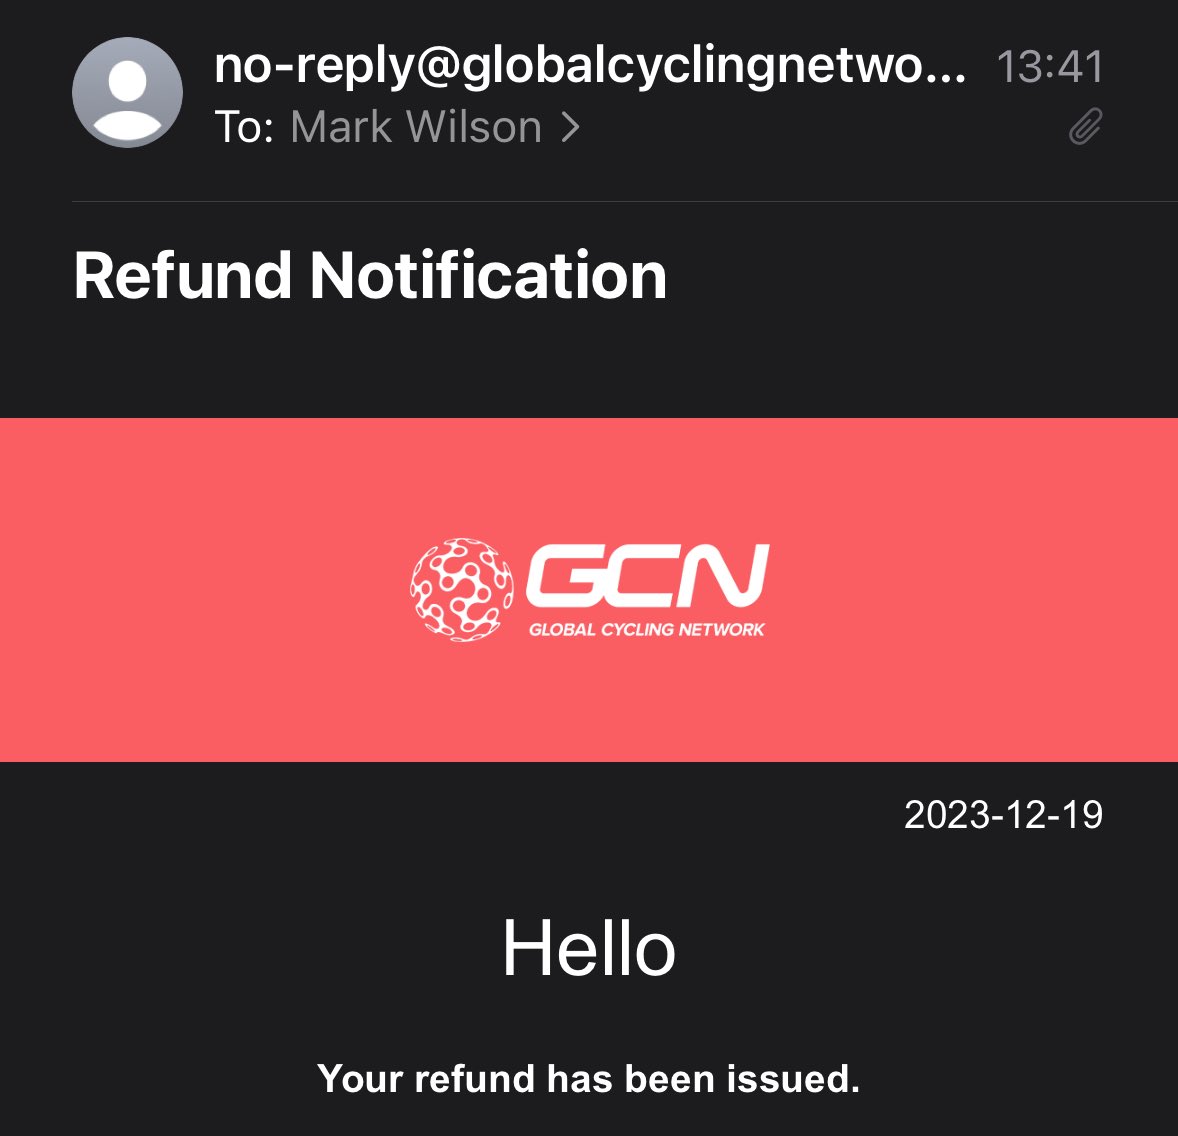 no-reply@globalcyclingnetwo... 13:41
To: Mark Wilson >
Refund Notification
GCN
GLOBAL CYCLING NETWORK
2023-12-19
Hello
Your refund has been issued.